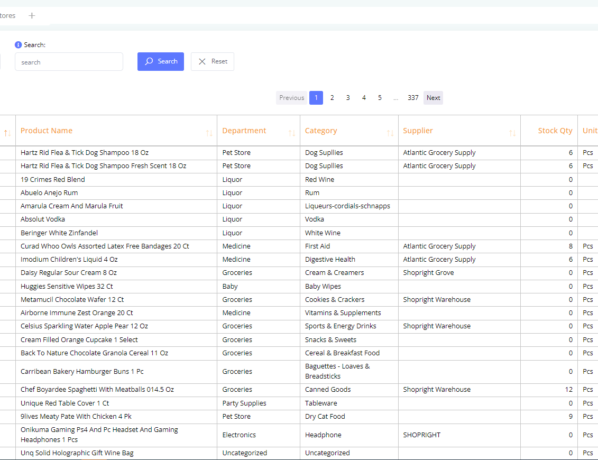 tores +
Search:
search Search Reset
Previous 1 2 3 4 5 ... 337 Next
Product Name Department Category Supplier Stock Qty Unit
Hartz Rid Flea & Tick Dog Shampoo 18 Oz Pet Store Dog Supllies Atlantic Grocery Supply 6 Pcs
Hartz Rid Flea & Tick Dog Shampoo Fresh Scent 18 Oz Pet Store Dog Supllies Atlantic Grocery Supply 6 Pcs
19 Crimes Red Blend Liquor Red Wine 0
Abuelo Anejo Rum Liquor Rum 0
Amarula Cream And Marula Fruit Liquor Liqueurs-cordials-schnapps 0
Absolut Vodka Liquor Vodka 0
Beringer White Zinfandel Liquor White Wine 0
Curad Whoo Owls Assorted Latex Free Bandages 20 Ct Medicine First Aid Atlantic Grocery Supply 8 Pcs
Imodium Children's Liquid 4 Oz Medicine Digestive Health Atlantic Grocery Supply 6 Pcs
Daisy Regular Sour Cream 8 Oz Groceries Cream & Creamers Shopright Grove 0 Pcs
Huggies Sensitive Wipes 32 Ct Baby Baby Wipes 0 Pcs
Metamucil Chocolate Wafer 12 Ct Groceries Cookies & Crackers Shopright Warehouse 0 Pcs
Airborne Immune Zest Orange 20 Ct Medicine Vitamins & Supplements 0 Pcs
Celsius Sparkling Water Apple Pear 12 Oz Groceries Sports & Energy Drinks Shopright Warehouse 0 Pcs
Cream Filled Orange Cupcake 1 Select Groceries Snacks & Sweets 0 Pcs
Back To Nature Chocolate Granola Cereal 11 Oz Groceries Cereal & Breakfast Food 0 Pcs
Carribean Bakery Hamburger Buns 1 Pc Groceries Baguettes - Loaves & 0 Pcs
Breadsticks
Chef Boyardee Spaghetti With Meatballs 014.5 Oz Groceries Canned Goods Shopright Warehouse 12 Pcs
Unique Red Table Cover 1 Ct Party Supplies Tableware 0 Pcs
9lives Meaty Pate With Chicken 4 Pk Pet Store Dry Cat Food 9 Pcs
Onikuma Gaming Ps4 And Pc Headset And Gaming Electronics Headphone SHOPRIGHT 0 Pcs
Headphones 1 Pcs
Unq Solid Holographic Gift Wine Bag Uncategorized Uncategorized 0 Pcs